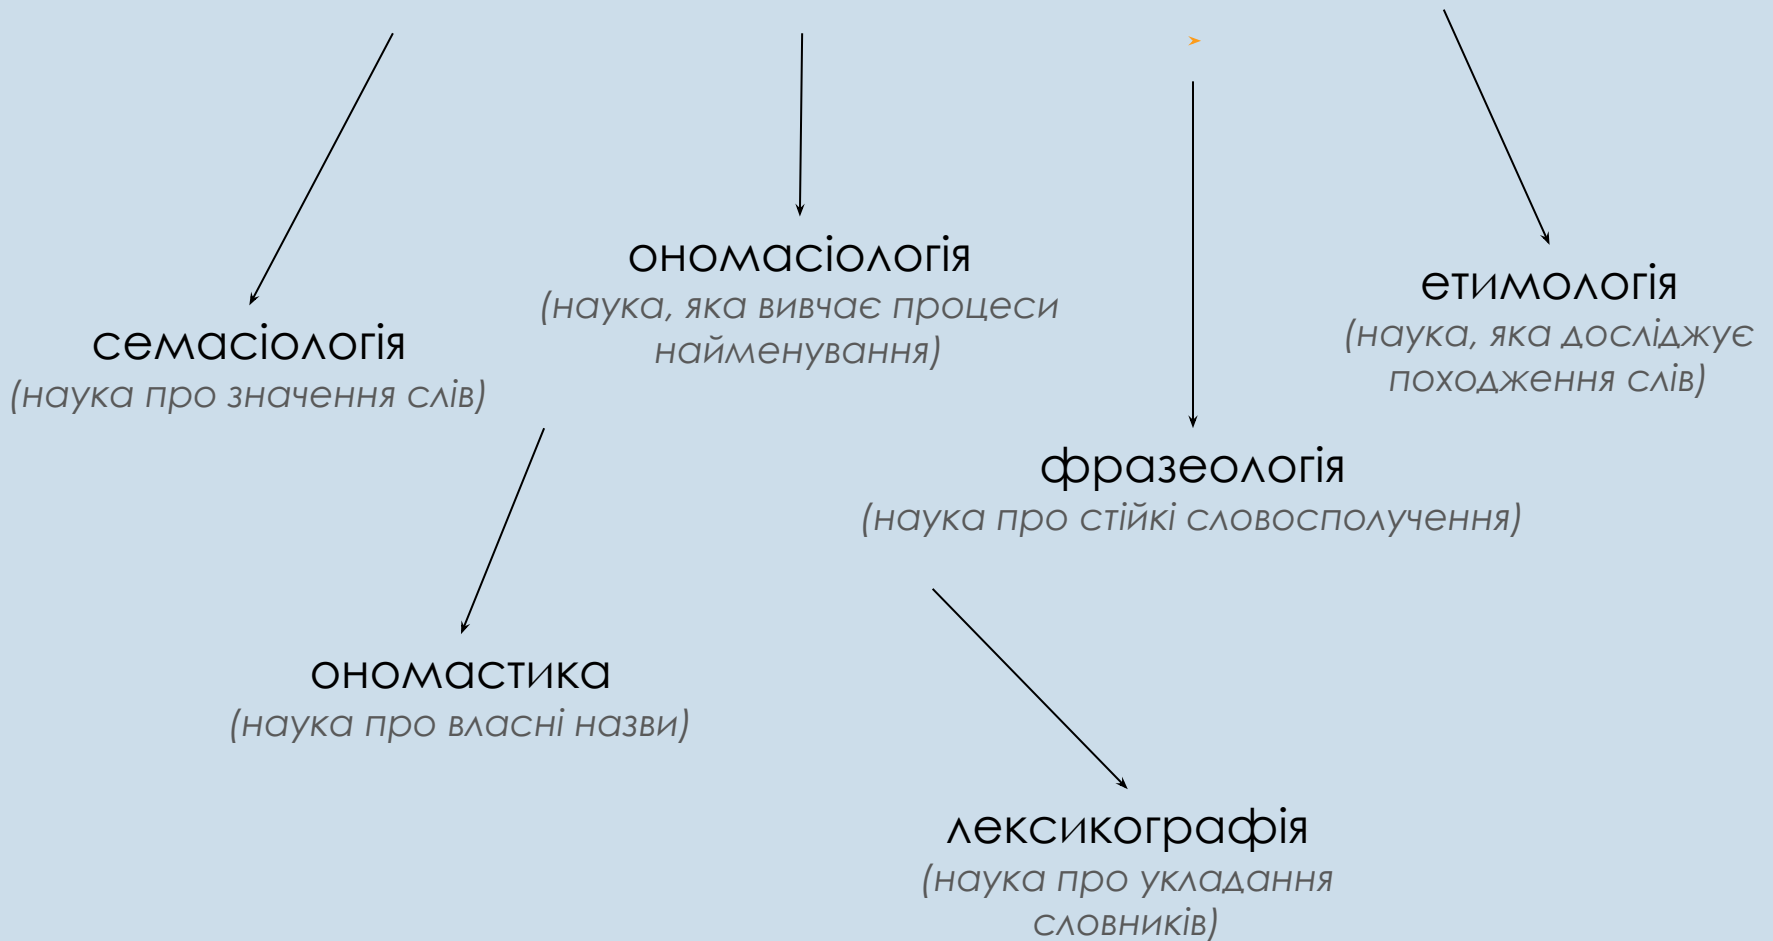 ономасіологія
(наука, яка вивчає процеси
найменування)
етимологія
(наука, яка досліджує
походження слів)
семасіологія
(наука про значення слів)
фразеологія
(наука про стійкі словосполучення)
ономастика
(наука про власні назви)
лексикографія
(наука про укладання
словників)